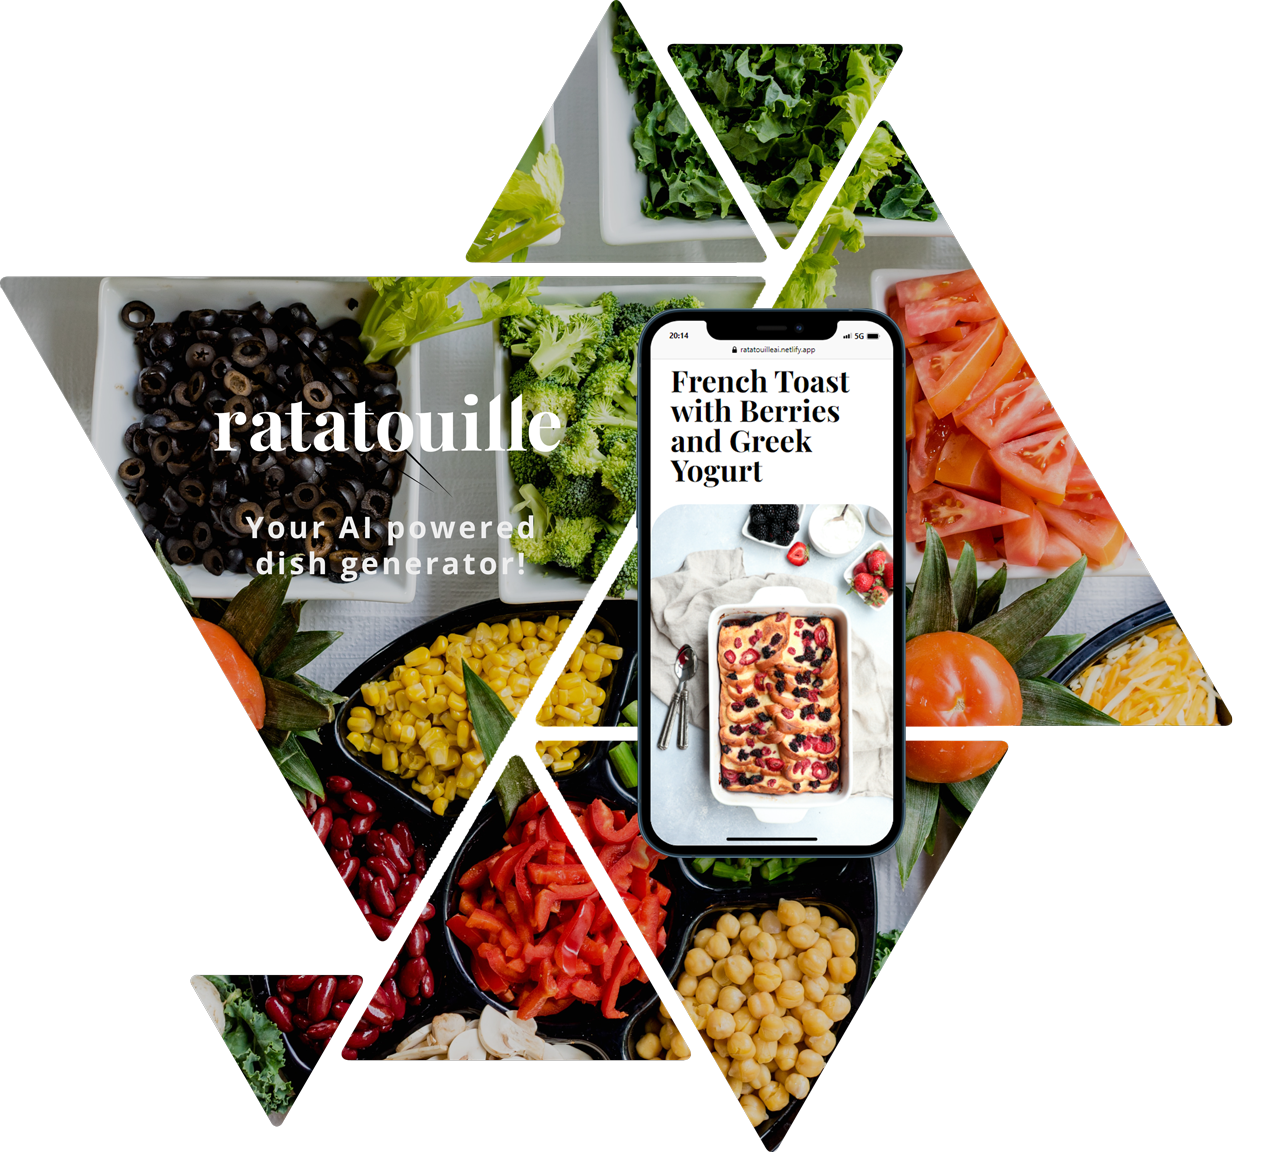 ratatouille
Your AI powered
dish generator!
20:14
5G
ratatouilleai.netlify.app
French Toast
with Berries
and Greek
Yogurt